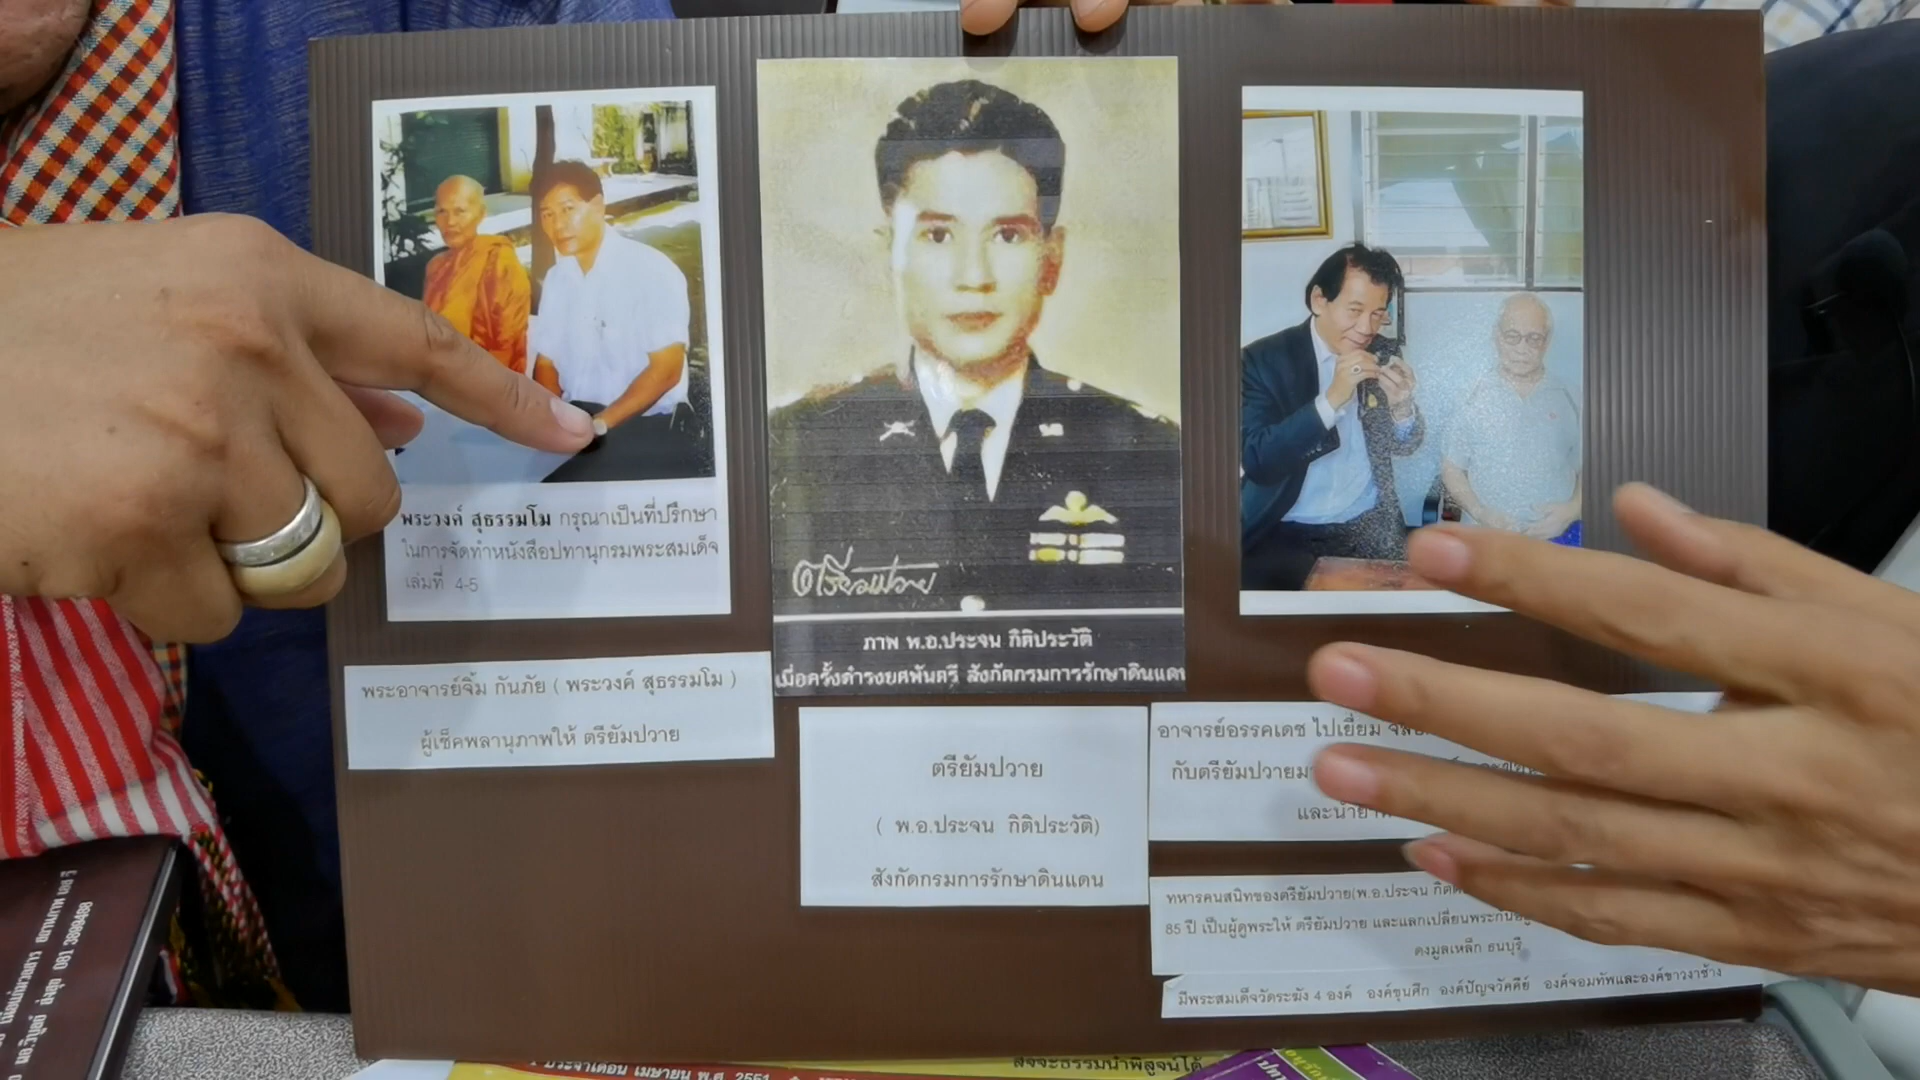 พระวงค์ สุธรรมโม กรุณาเป็นที่ปรึกษา
ในการจัดทำหนังสือปทานุกรมพระสมเด็จ
เล่มที่ 4-5
พระอาจารย์จิ้ม กันภัย ( พระวงค์ สุธรรมโม )
ผู้เช็คพลานุภาพให้ ตรียัมปวาย
ตรียัมปวาย
ภาพ พ.อ.ประจน กิติประวัติ
เมื่อครั้งดำรงยศพันตรี สังกัดกรมการรักษาดินแดน
ตรียัมปวาย
( พ.อ.ประจน กิติประวัติ)
สังกัดกรมการรักษาดินแดน
อาจารย์อรรคเดช ไปเยี่ยม
กับตรียัมปวาย
ทหารคนสนิทของตรียัมปวาย(พ.อ.ประจน
85 ปี เป็นผู้ดูพระให้ ตรียัมปวาย และแลกเปลี่ยนพระกัน
ดงมูลเหล็ก ธนบุรี
มีพระสมเด็จวัดระฆัง 4 องค์ องค์ขุนศึก องค์ปัญจวัคคีย์ องค์จอมทัพและองค์ขาวงาช้าง
081 3889488
ประจำเดือน เมษายน พ.ศ. 2551
สัจจะธรรมนำพิสูจน์ได้